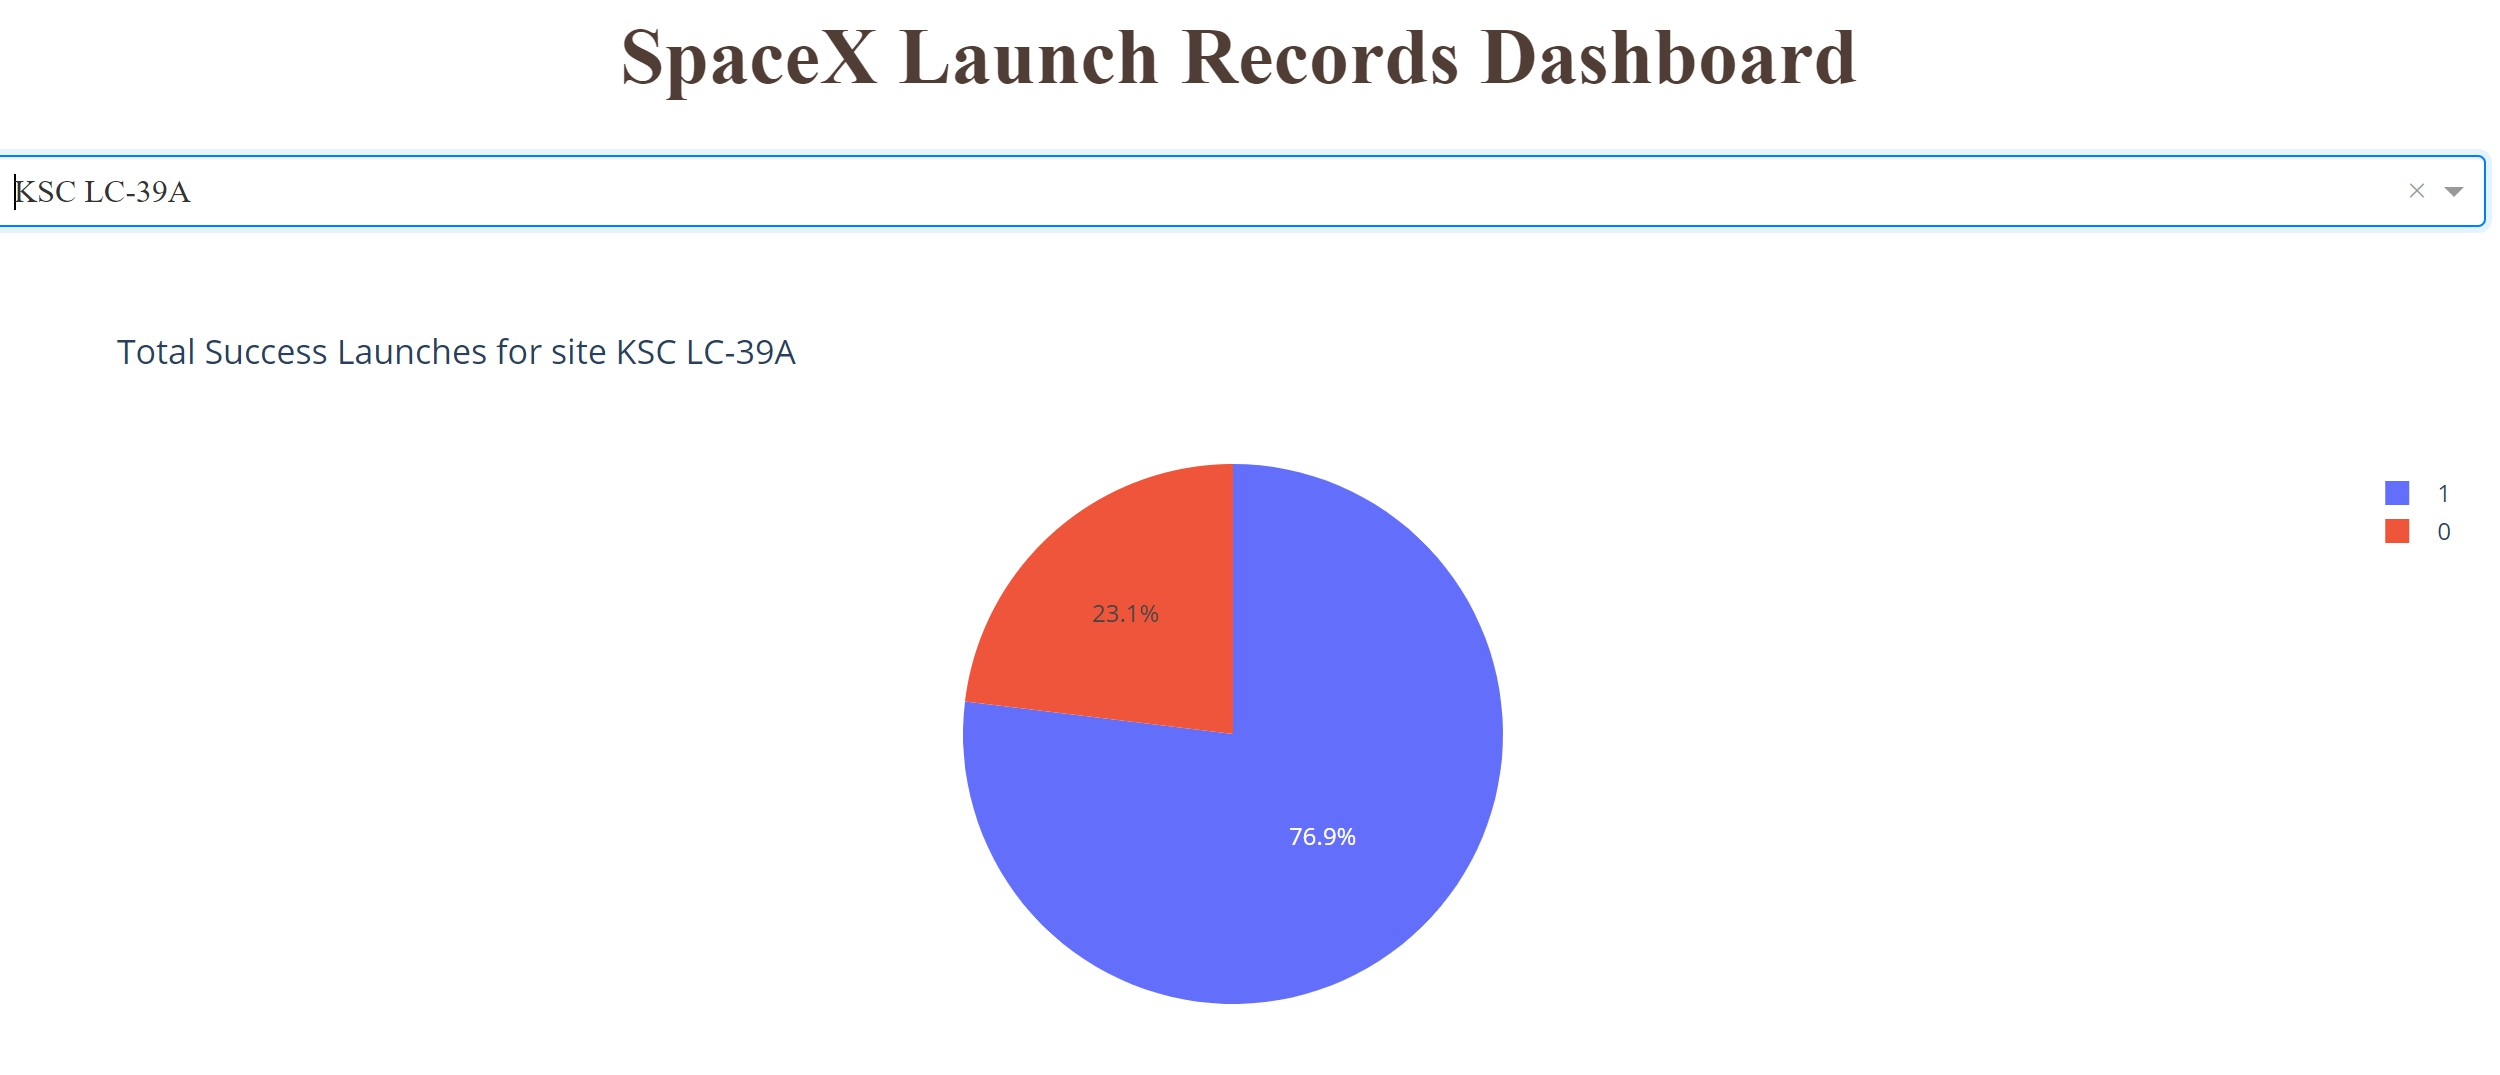 SpaceX Launch Records Dashboard
KSC LC-39A
Total Success Launches for site KSC LC-39A
1
0
23.1%
76.9%